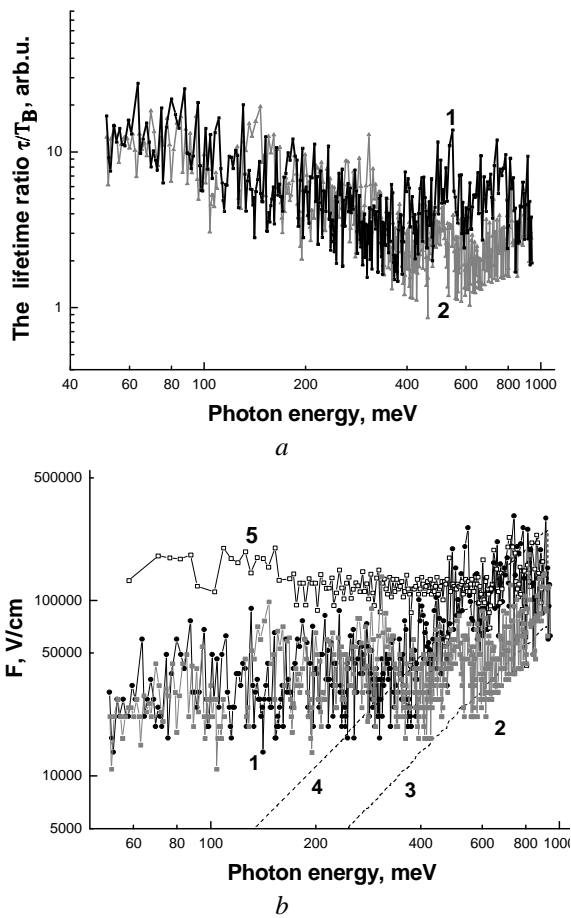 The lifetime ratio τ/T_B, arb.u.
10
1
1
2
40 60 80 100 200 400 600 800 1000
Photon energy, meV
a
F, V/cm
500000
100000
50000
10000
5000
5
1
4
3
2
60 80 100 200 400 600 800 1000
Photon energy, meV
b